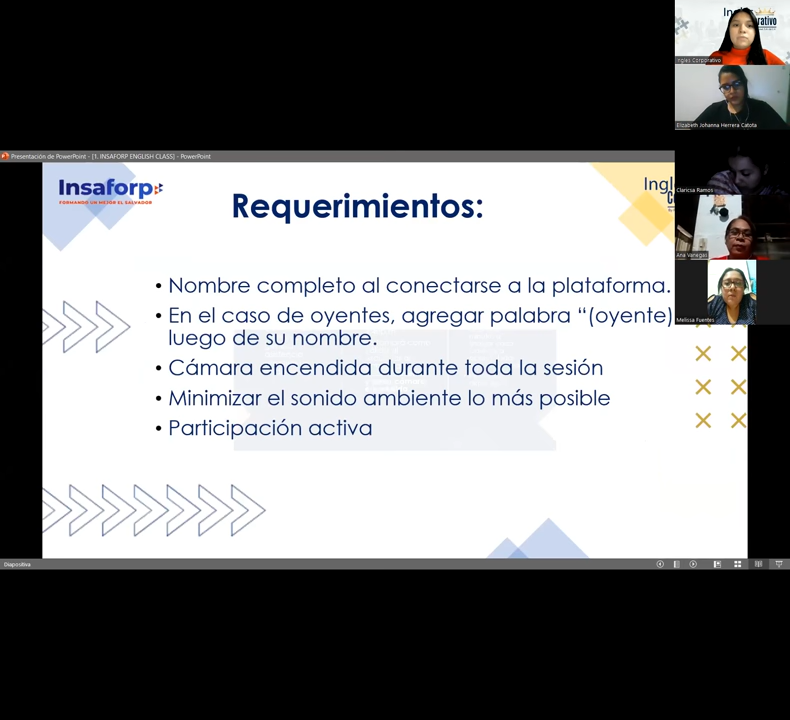 Inglés Corporativo
Elizabeth Johanna Herrera Catota
Claricsa Ramos
Ana Vanegas
Melissa Fuentes
Presentación de PowerPoint - [1. INSAFORP ENGLISH CLASS] - PowerPoint
Insaforp
FORMANDO UN MEJOR EL SALVADOR
Requerimientos:
• Nombre completo al conectarse a la plataforma.
• En el caso de oyentes, agregar palabra “(oyente)
luego de su nombre.
• Cámara encendida durante toda la sesión
• Minimizar el sonido ambiente lo más posible
• Participación activa
Diapositiva